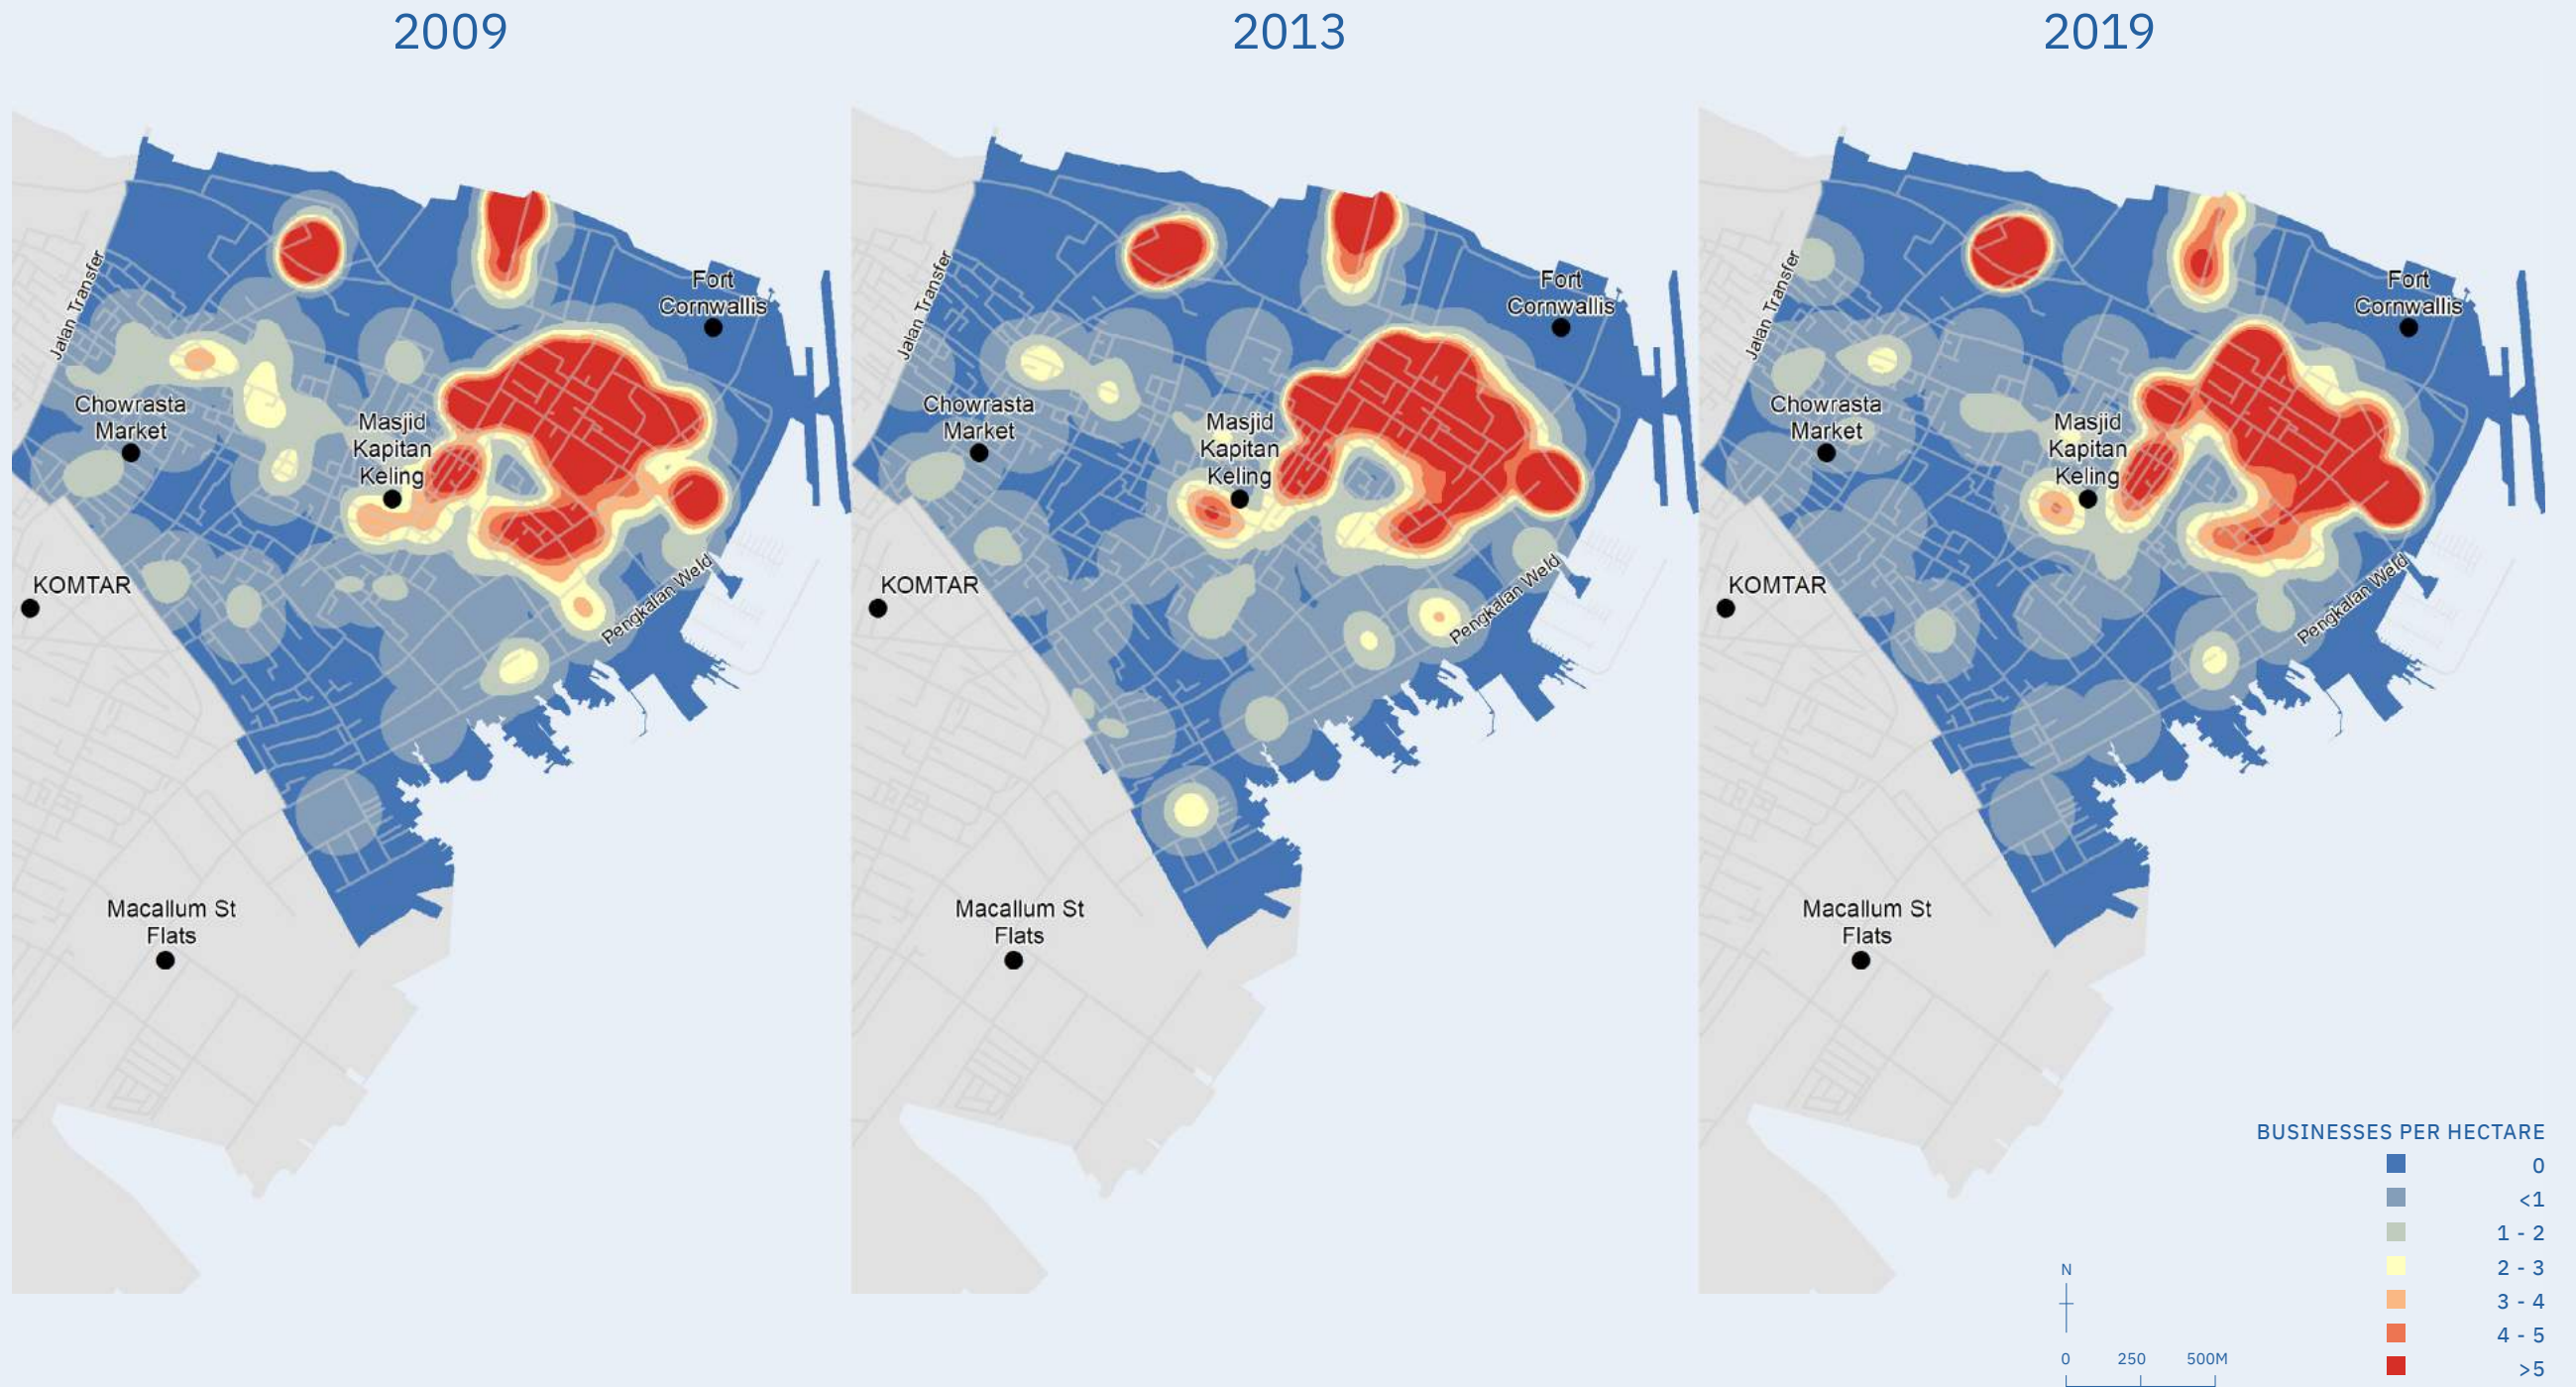 2009
2013
2019
Jalan Transfer
Fort
Cornwallis
Chowrasta
Market
Masjid
Kapitan
Keling
KOMTAR
Pengkalan Weld
Macallum St
Flats
Jalan Transfer
Fort
Cornwallis
Chowrasta
Market
Masjid
Kapitan
Keling
KOMTAR
Pengkalan Weld
Macallum St
Flats
Jalan Transfer
Fort
Cornwallis
Chowrasta
Market
Masjid
Kapitan
Keling
KOMTAR
Pengkalan Weld
Macallum St
Flats
BUSINESSES PER HECTARE
0
<1
1 - 2
2 - 3
3 - 4
4 - 5
>5
N
0 250 500M